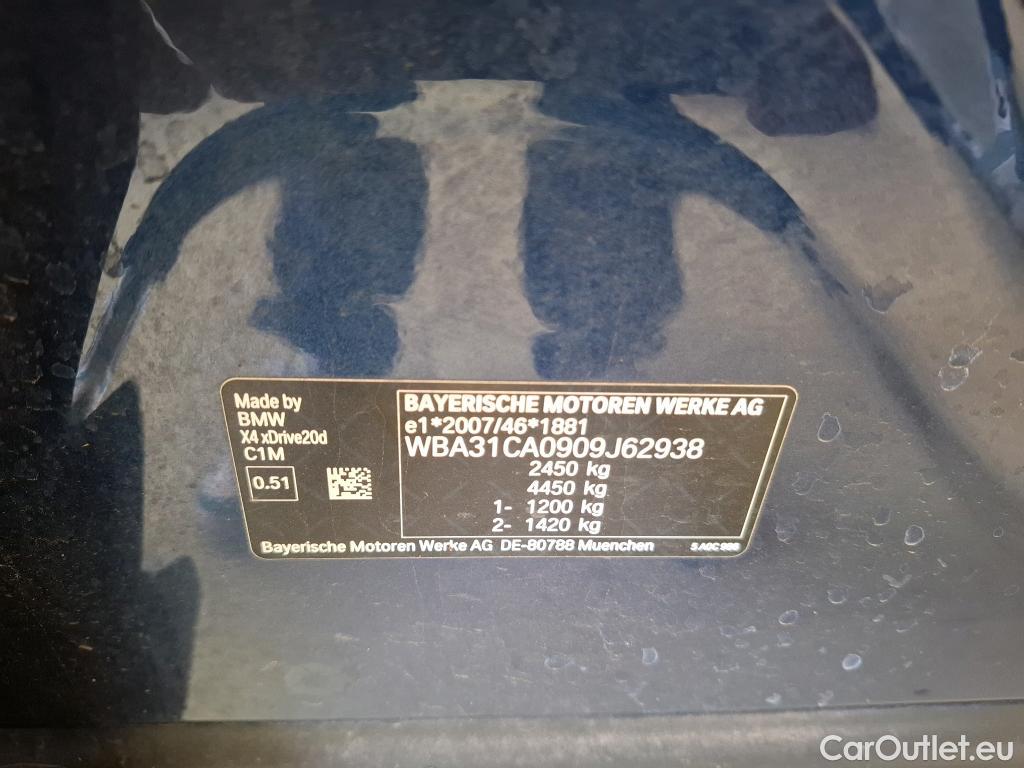 Made by
BMW
X4 xDrive20d
C1M
0.51
BAYERISCHE MOTOREN WERKE AG
e1*2007/46*1881
WBA31CA0909J62938
2450 kg
4450 kg
1- 1200 kg
2- 1420 kg
Bayerische Motoren Werke AG DE-80788 Muenchen
CarOutlet.eu